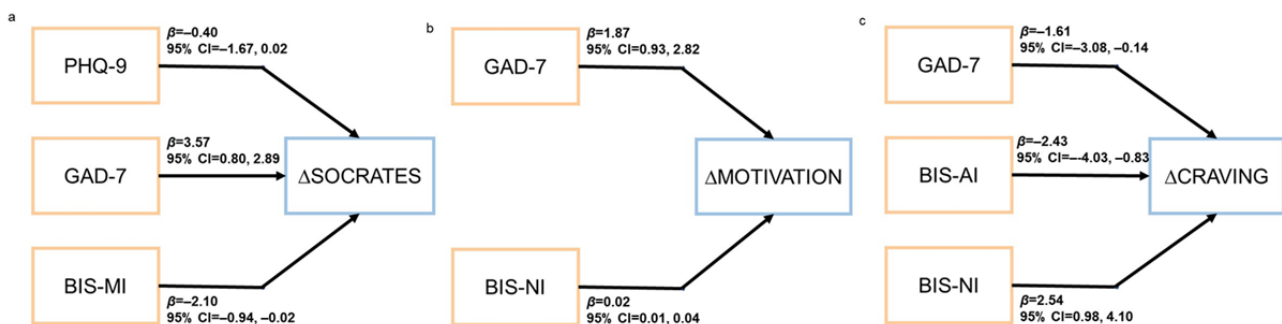 a
β=–0.40
95% CI=–1.67, 0.02
PHQ-9
β=3.57
95% CI=0.80, 2.89
GAD-7
ΔSOCRATES
BIS-MI
β=–2.10
95% CI=–0.94, –0.02
b
β=1.87
95% CI=0.93, 2.82
GAD-7
ΔMOTIVATION
BIS-NI
β=0.02
95% CI=0.01, 0.04
c
β=–1.61
95% CI=–3.08, -0.14
GAD-7
β=–2.43
95% CI=–-4.03, –0.83
BIS-AI
ΔCRAVING
BIS-NI
β=2.54
95% CI=0.98, 4.10